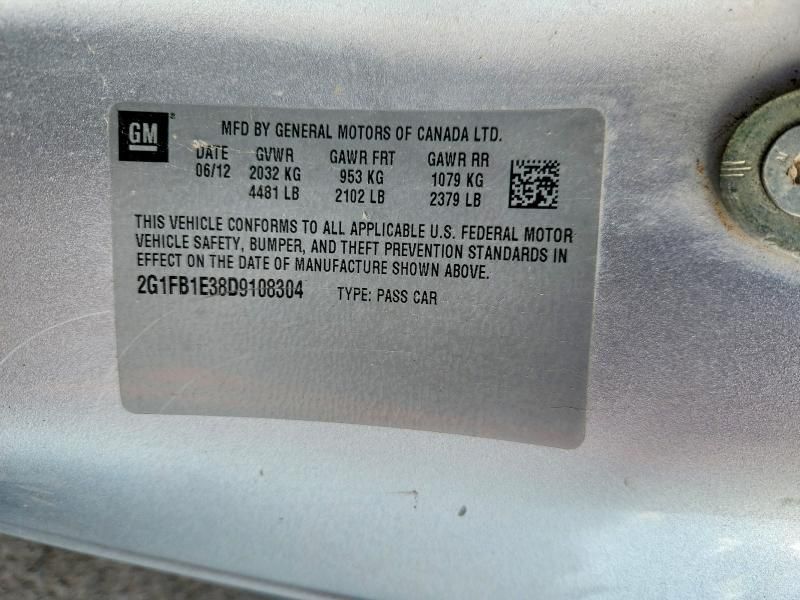 GM
MFD BY GENERAL MOTORS OF CANADA LTD.
DATE GVWR GAWR FRT GAWR RR
06/12 2032 KG 953 KG 1079 KG
4481 LB 2102 LB 2379 LB
THIS VEHICLE CONFORMS TO ALL APPLICABLE U.S. FEDERAL MOTOR
VEHICLE SAFETY, BUMPER, AND THEFT PREVENTION STANDARDS IN
EFFECT ON THE DATE OF MANUFACTURE SHOWN ABOVE.
2G1FB1E38D9108304 TYPE: PASS CAR